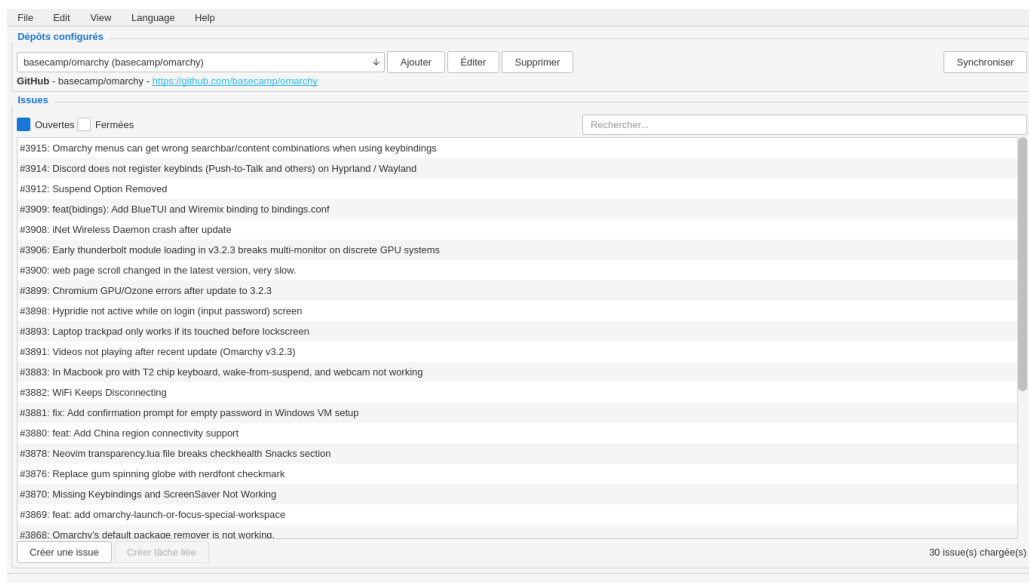 File Edit View Language Help
Dépôts configurés
basecamp/omarchy (basecamp/omarchy) Ajouter Éditer Supprimer Synchroniser
GitHub - basecamp/omarchy - https://github.com/basecamp/omarchy
Issues
Ouvertes Fermées Rechercher...
#3915: Omarchy menus can get wrong searchbar/content combinations when using keybindings
#3914: Discord does not register keybinds (Push-to-Talk and others) on Hyprland / Wayland
#3912: Suspend Option Removed
#3909: feat(bidings): Add BlueTUI and Wiremix binding to bindings.conf
#3908: iNet Wireless Daemon crash after update
#3906: Early thunderbolt module loading in v3.2.3 breaks multi-monitor on discrete GPU systems
#3900: web page scroll changed in the latest version, very slow.
#3899: Chromium GPU/Ozone errors after update to 3.2.3
#3898: Hypridle not active while on login (input password) screen
#3893: Laptop trackpad only works if its touched before lockscreen
#3891: Videos not playing after recent update (Omarchy v3.2.3)
#3883: In Macbook pro with T2 chip keyboard, wake-from-suspend, and webcam not working
#3882: WiFi Keeps Disconnecting
#3881: fix: Add confirmation prompt for empty password in Windows VM setup
#3880: feat: Add China region connectivity support
#3878: Neovim transparency.lua file breaks checkhealth Snacks section
#3876: Replace gum spinning globe with nerdfont checkmark
#3870: Missing Keybindings and ScreenSaver Not Working
#3869: feat: add omarchy-launch-or-focus-special-workspace
#3868: Omarchy's default package remover is not working.
Créer une issue Créer tâche liée 30 issue(s) chargée(s)